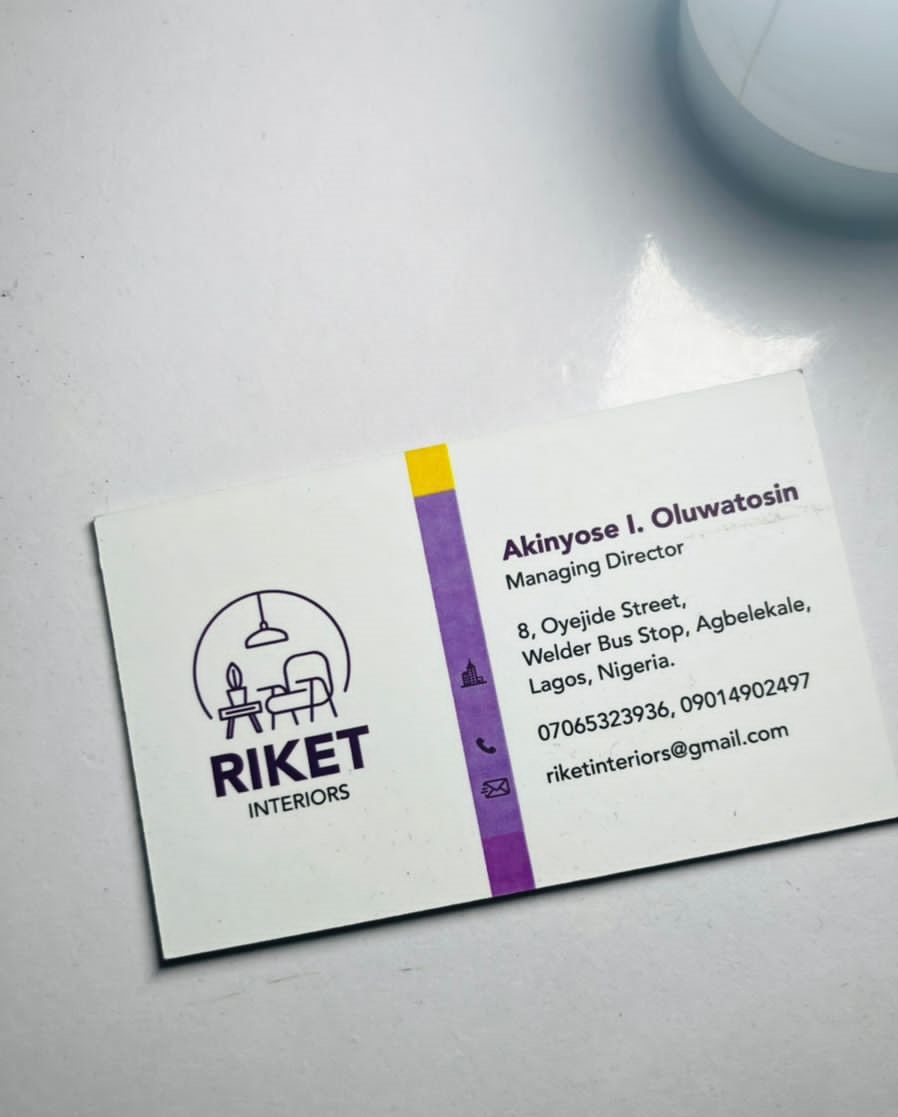 RIKET
INTERIORS
Akinyose I. Oluwatosin
Managing Director
8, Oyejide Street,
Welder Bus Stop, Agbelekale,
Lagos, Nigeria.
07065323936, 09014902497
riketinteriors@gmail.com